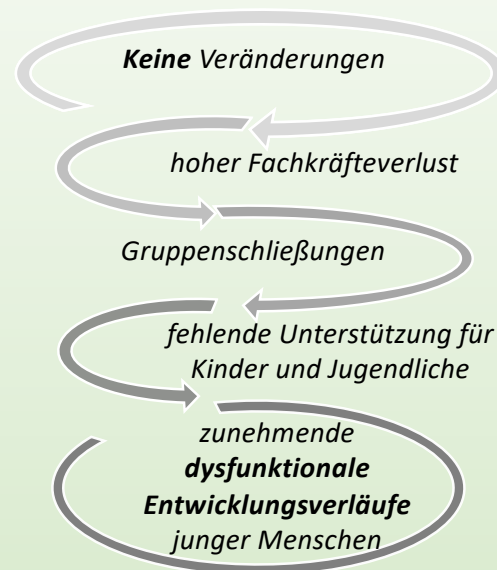 Keine Veränderungen
hoher Fachkräfteverlust
Gruppenschließungen
fehlende Unterstützung für
Kinder und Jugendliche
zunehmende
dysfunktionale
Entwicklungsverläufe
junger Menschen